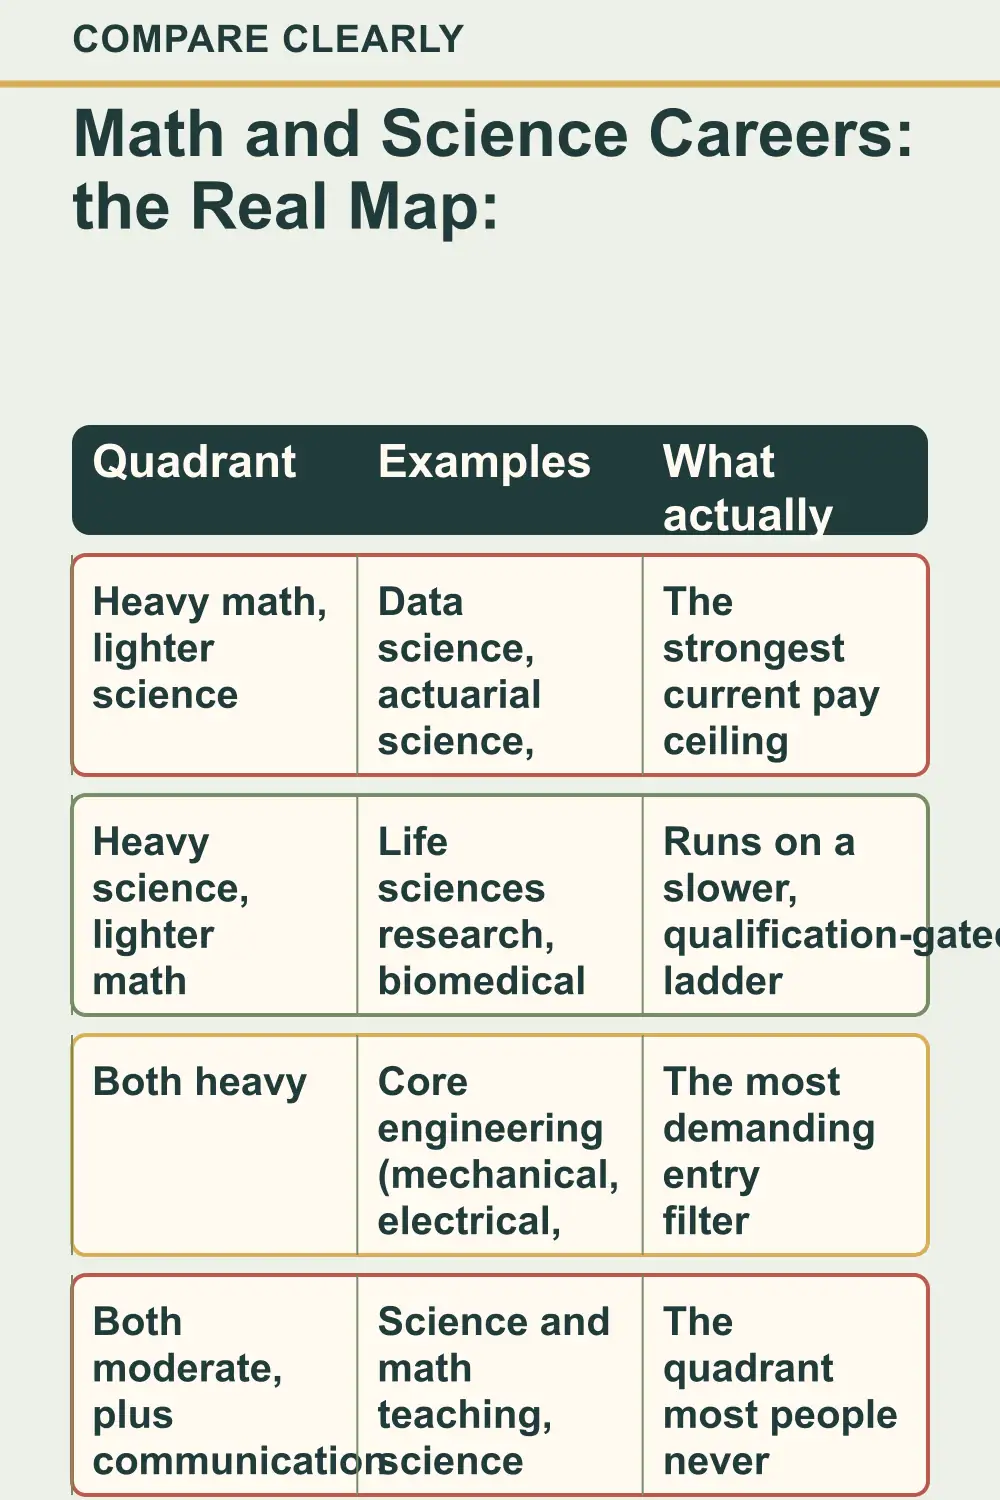 COMPARE CLEARLY
Math and Science Careers:
the Real Map:
Quadrant
Examples
What
actually
Heavy math,
lighter
science
Data
science,
actuarial
science,
The
strongest
current pay
ceiling
Heavy
science,
lighter
math
Life
sciences
research,
biomedical
Runs on a
slower,
qualification-gated
ladder
Both heavy
Core
engineering
(mechanical,
electrical,
The most
demanding
entry
filter
Both
moderate,
plus
communication
Science and
math
teaching,
science
The
quadrant
most people
never